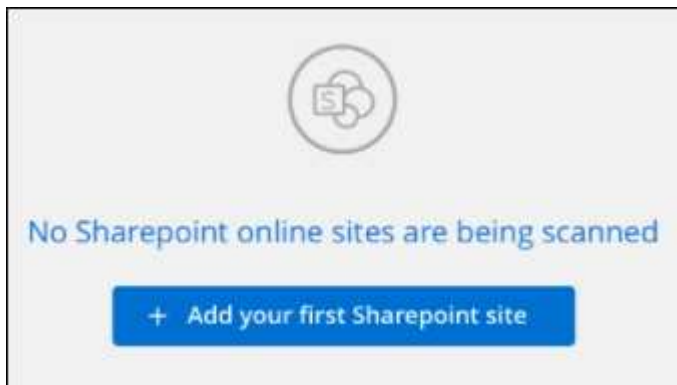 S
No Sharepoint online sites are being scanned
+ Add your first Sharepoint site